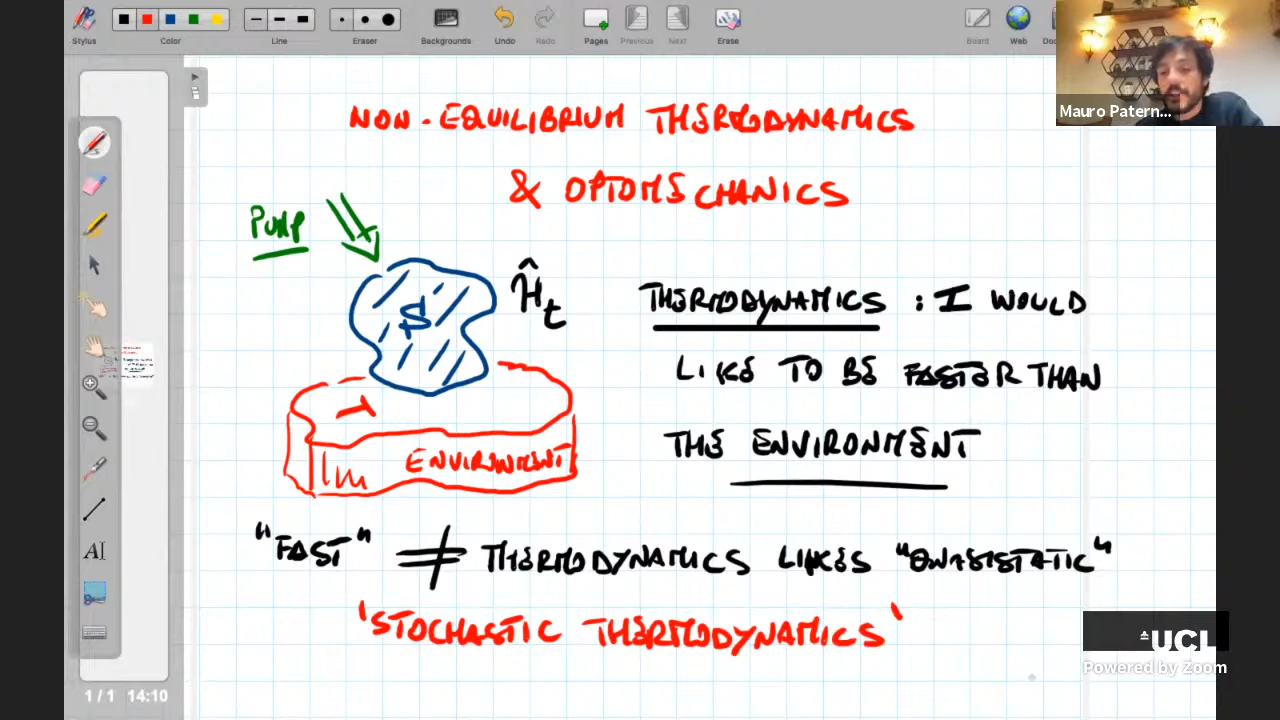 Stylus
Color
Line
Eraser
Backgrounds
Undo
Redo
Pages
Previous
Next
Erase
Board
Web
Mauro Patern...
NON-EQUILIBRIUM THERMODYNAMICS
& OPTOMECHANICS
PUMP
S
Ĥt
THERMODYNAMICS : I WOULD
LIKE TO BE FASTER THAN
THE ENVIRONMENT
T
ENVIRONMENT
"FAST" ≠ THERMODYNAMICS LIKES "QUASISTATIC"
'STOCHASTIC THERMODYNAMICS'
1 / 1 14:10
UCL
Powered by Zoom